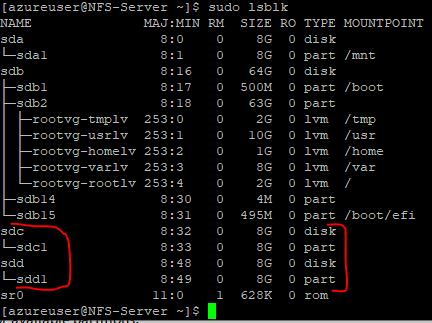 [azureuser@NFS-Server ~]$ sudo lsblk
NAME MAJ:MIN RM SIZE RO TYPE MOUNTPOINT
sda 8:0 0 8G 0 disk
└─sda1 8:1 0 8G 0 part /mnt
sdb 8:16 0 64G 0 disk
├─sdb1 8:17 0 500M 0 part /boot
├─sdb2 8:18 0 63G 0 part
│ ├─rootvg-tmplv 253:0 0 2G 0 lvm /tmp
│ ├─rootvg-usrlv 253:1 0 10G 0 lvm /usr
│ ├─rootvg-homelv 253:2 0 1G 0 lvm /home
│ ├─rootvg-varlv 253:3 0 8G 0 lvm /var
│ └─rootvg-rootlv 253:4 0 2G 0 lvm /
├─sdb14 8:30 0 4M 0 part
└─sdb15 8:31 0 495M 0 part /boot/efi
sdc 8:32 0 8G 0 disk
└─sdc1 8:33 0 8G 0 part
sdd 8:48 0 8G 0 disk
└─sdd1 8:49 0 8G 0 part
sr0 11:0 1 628K 0 rom
[azureuser@NFS-Server ~]$